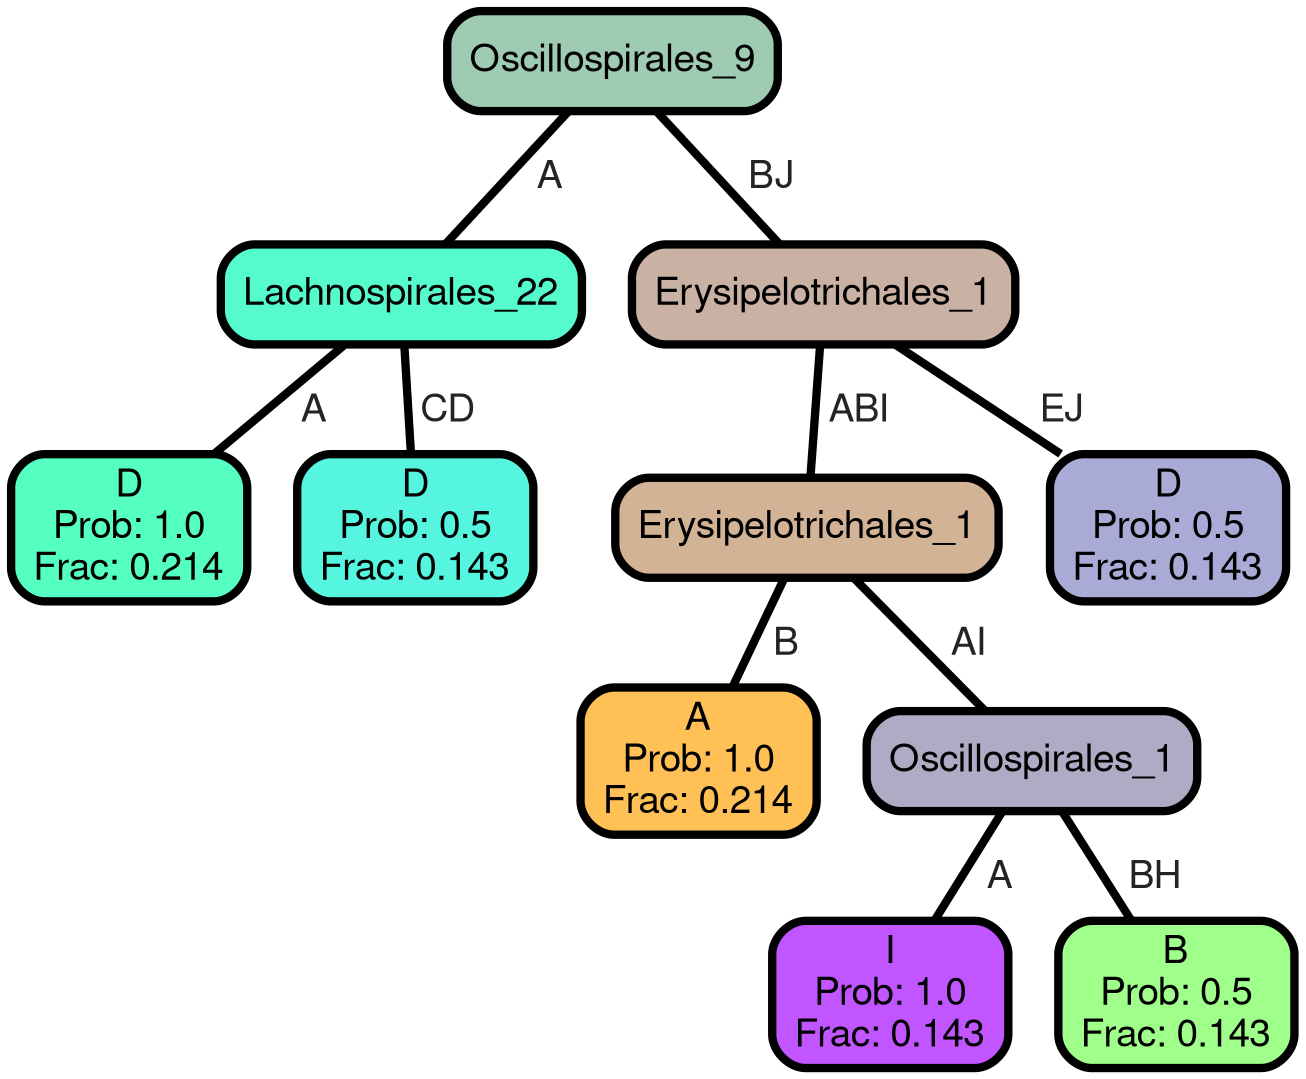 Oscillospirales_9
A
BJ
Lachnospirales_22
Erysipelotrichales_1
A
CD
ABI
EJ
D
Prob: 1.0
Frac: 0.214
D
Prob: 0.5
Frac: 0.143
Erysipelotrichales_1
D
Prob: 0.5
Frac: 0.143
B
AI
A
Prob: 1.0
Frac: 0.214
Oscillospirales_1
A
BH
I
Prob: 1.0
Frac: 0.143
B
Prob: 0.5
Frac: 0.143